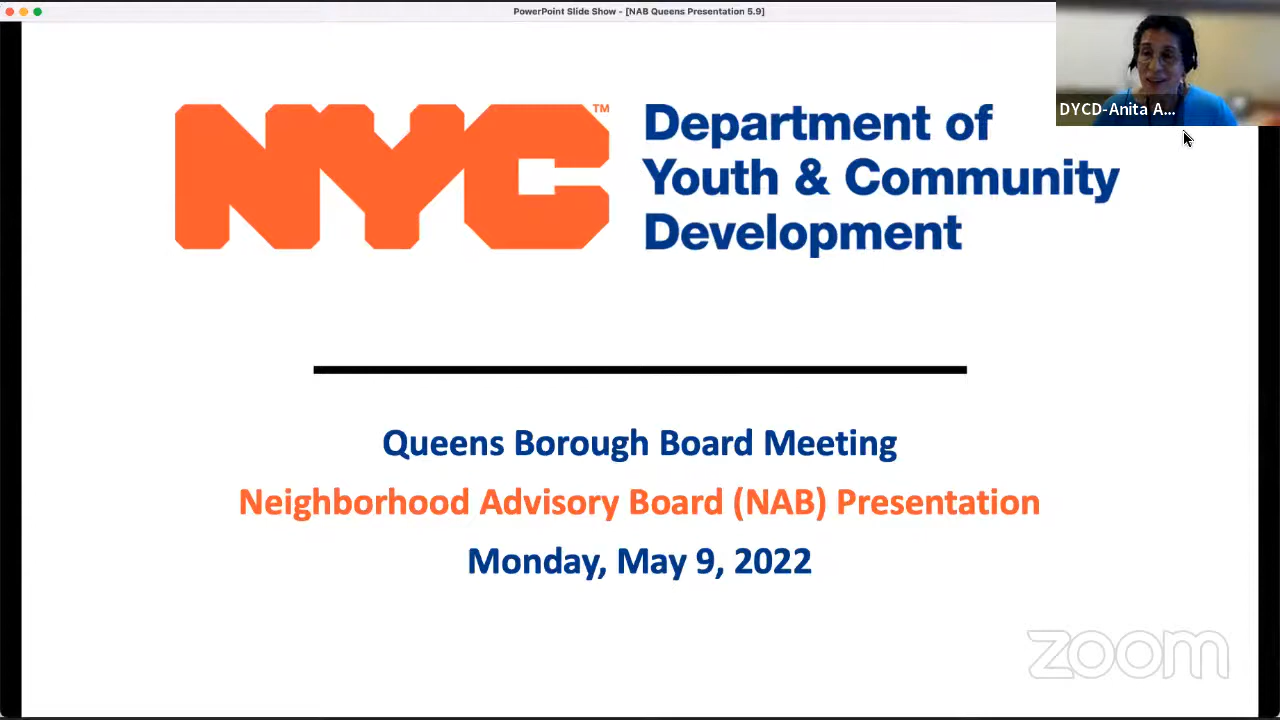 PowerPoint Slide Show - [NAB Queens Presentation 5.9]
DYCD-Anita A...
NYC™
Department of
Youth & Community
Development
Queens Borough Board Meeting
Neighborhood Advisory Board (NAB) Presentation
Monday, May 9, 2022
zoom